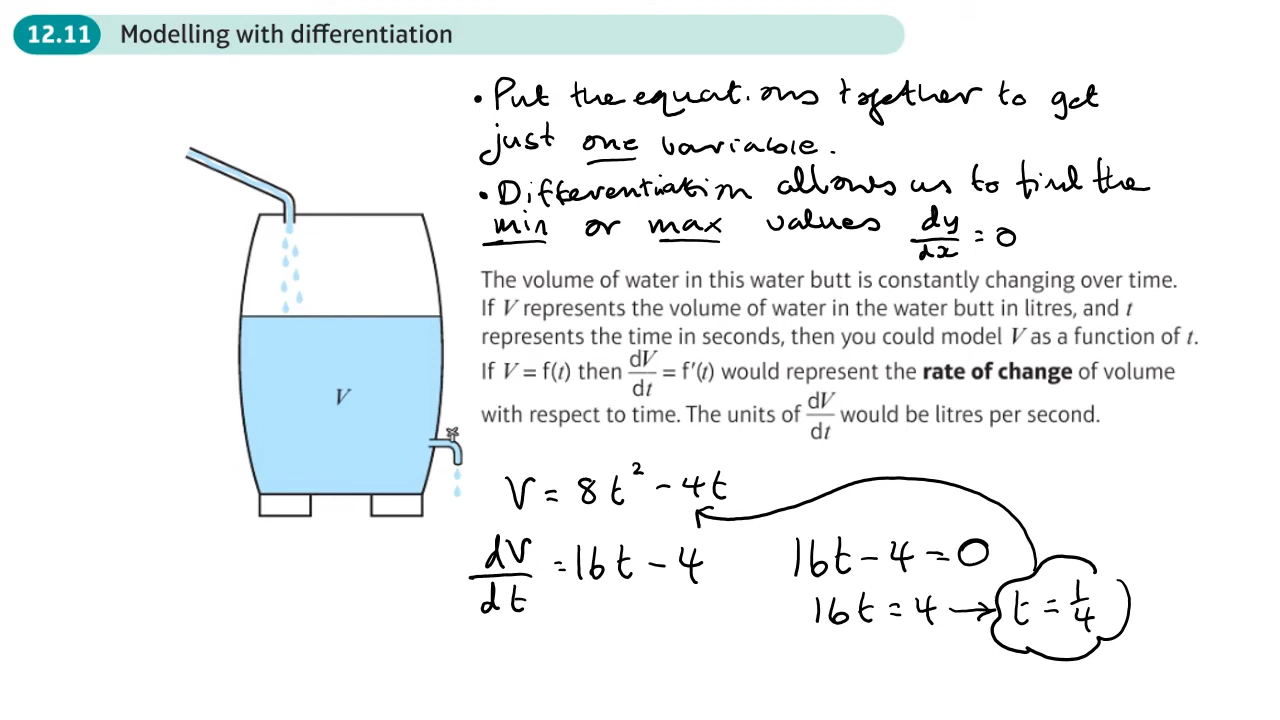 12.11 Modelling with differentiation
• Put the equations together to get
just one variable.
• Differentiation allows us to find the
min or max values dy/dx = 0
The volume of water in this water butt is constantly changing over time.
If V represents the volume of water in the water butt in litres, and t
represents the time in seconds, then you could model V as a function of t.
If V = f(t) then dV/dt = f′(t) would represent the rate of change of volume
with respect to time. The units of dV/dt would be litres per second.
V
V = 8t² − 4t
dV/dt = 16t − 4
16t − 4 = 0
16t = 4 → t = 1/4